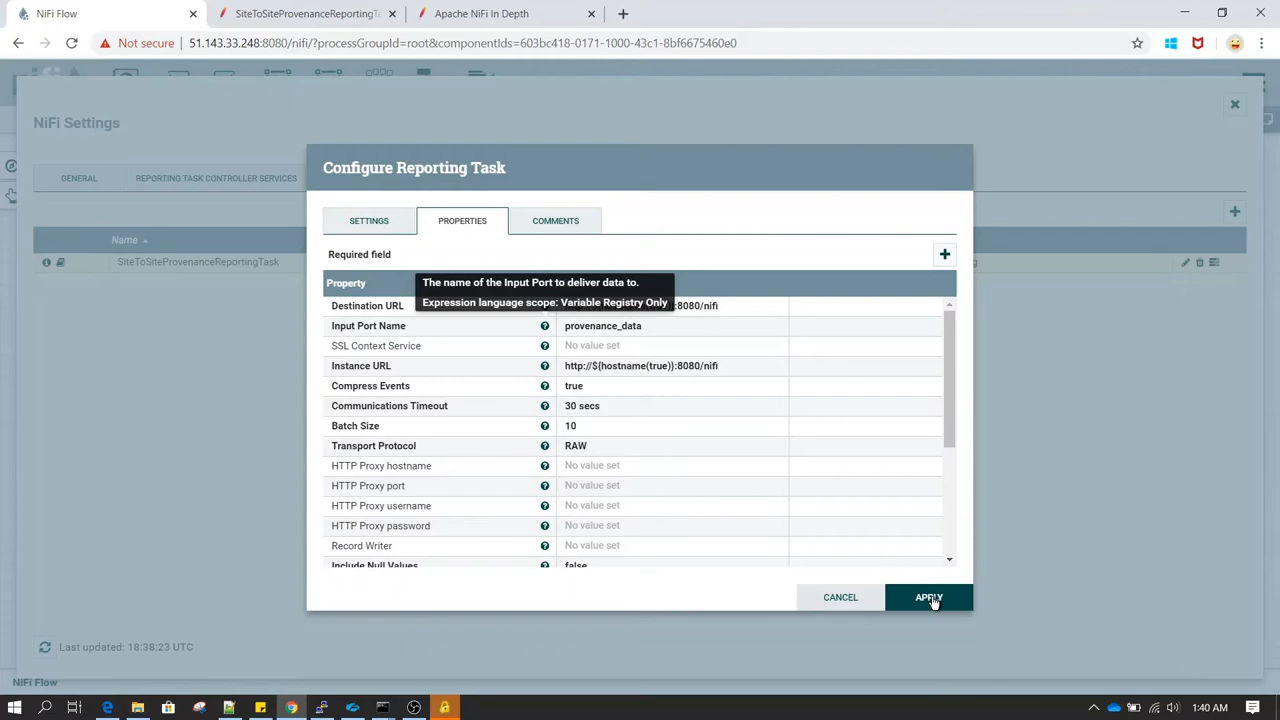 NiFi Flow
SiteToSiteProvenanceReportingTa
Apache NiFi In Depth
Not secure
51.143.33.248:8080/nifi/?processGroupId=root&componentIds=603bc418-0171-1000-43c1-8bf6675460e0
NiFi Settings
GENERAL
REPORTING TASK CONTROLLER SERVICES
Name
SiteToSiteProvenanceReportingTask
Configure Reporting Task
SETTINGS
PROPERTIES
COMMENTS
Required field
Property
The name of the Input Port to deliver data to.
Expression language scope: Variable Registry Only
Destination URL :8080/nifi
Input Port Name provenance_data
SSL Context Service No value set
Instance URL http://${hostname(true)}:8080/nifi
Compress Events true
Communications Timeout 30 secs
Batch Size 10
Transport Protocol RAW
HTTP Proxy hostname No value set
HTTP Proxy port No value set
HTTP Proxy username No value set
HTTP Proxy password No value set
Record Writer No value set
Include Null Values false
CANCEL
APPLY
Last updated: 18:38:23 UTC
NiFi Flow
1:40 AM